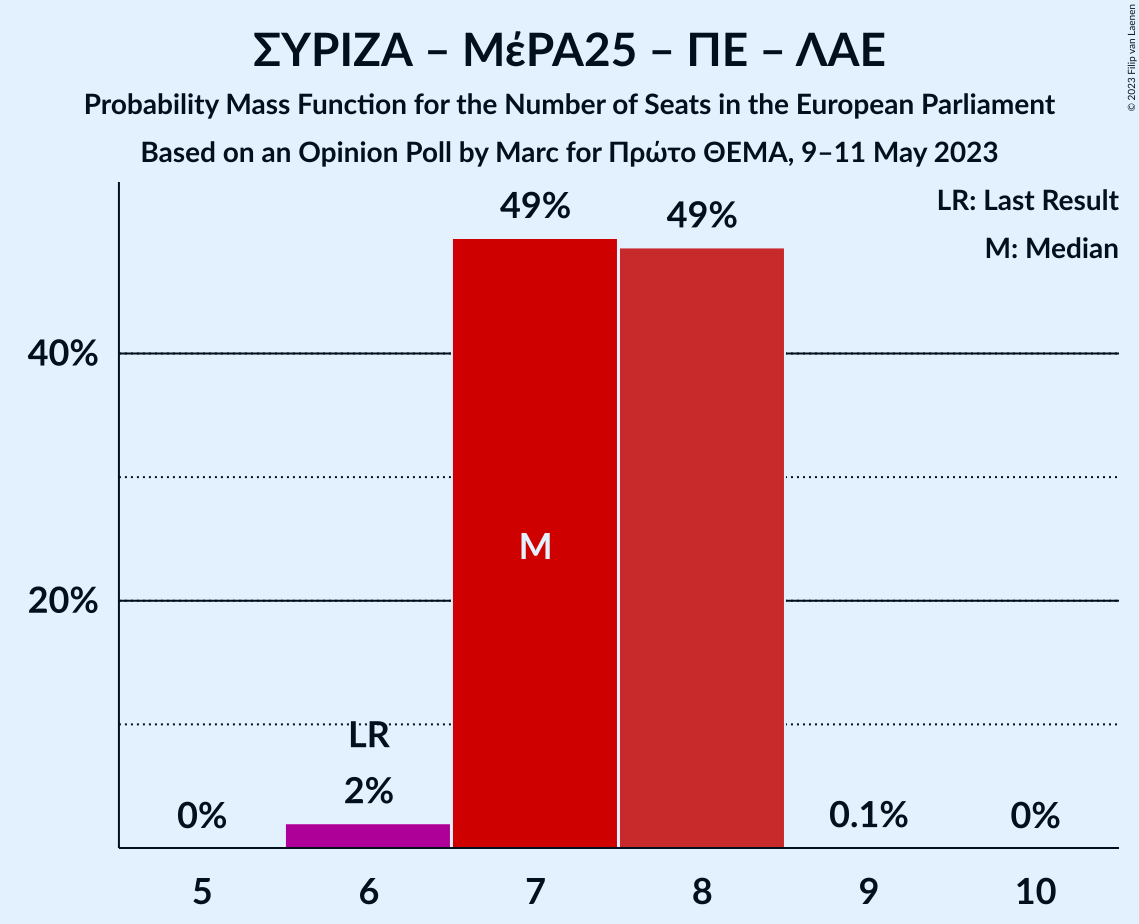 ΣΥΡΙΖΑ – ΜέΡΑ25 – ΠΕ – ΛΑΕ
Probability Mass Function for the Number of Seats in the European Parliament
Based on an Opinion Poll by Marc for Πρώτο ΘΕΜΑ, 9–11 May 2023
© 2023 Filip van Laenen
LR: Last Result
M: Median
49%
49%
40%
M
20%
LR
2%
0%
0.1%
0%
5 6 7 8 9 10